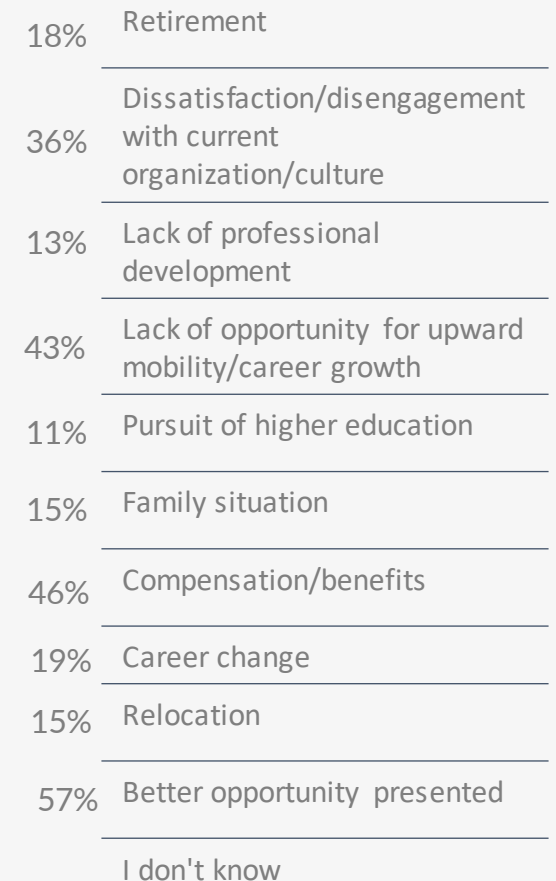 18% Retirement
Dissatisfaction/disengagement
36% with current
organization/culture
13% Lack of professional
development
43% Lack of opportunity for upward
mobility/career growth
11% Pursuit of higher education
15% Family situation
46% Compensation/benefits
19% Career change
15% Relocation
57% Better opportunity presented
I don't know